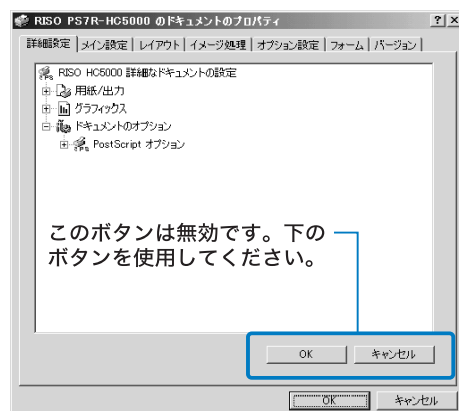 RISO PS7R-HC5000 のドキュメントのプロパティ
詳細設定 メイン設定 レイアウト イメージ処理 オプション設定 フォーム バージョン
RISO HC5000 詳細なドキュメントの設定
用紙/出力
グラフィックス
ドキュメントのオプション
PostScript オプション
このボタンは無効です。下の
ボタンを使用してください。
OK キャンセル
OK キャンセル